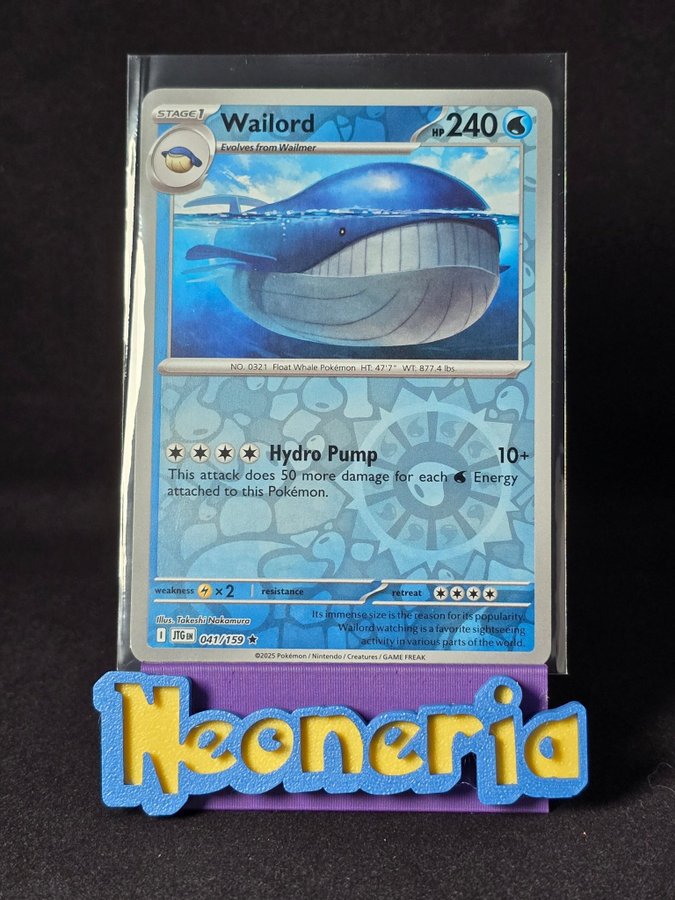 STAGE 1
Wailord
HP 240
Evolves from Wailmer
NO. 0321 Float Whale Pokémon HT: 47'7" WT: 877.4 lbs.
Hydro Pump 10+
This attack does 50 more damage for each Energy
attached to this Pokémon.
weakness ×2 resistance retreat
Illus. Takeshi Nakamura
Its immense size is the reason for its popularity.
Wailord watching is a favorite sightseeing
activity in various parts of the world.
I JTG EN 041/159 ★
©2025 Pokémon / Nintendo / Creatures / GAME FREAK
Neoneria